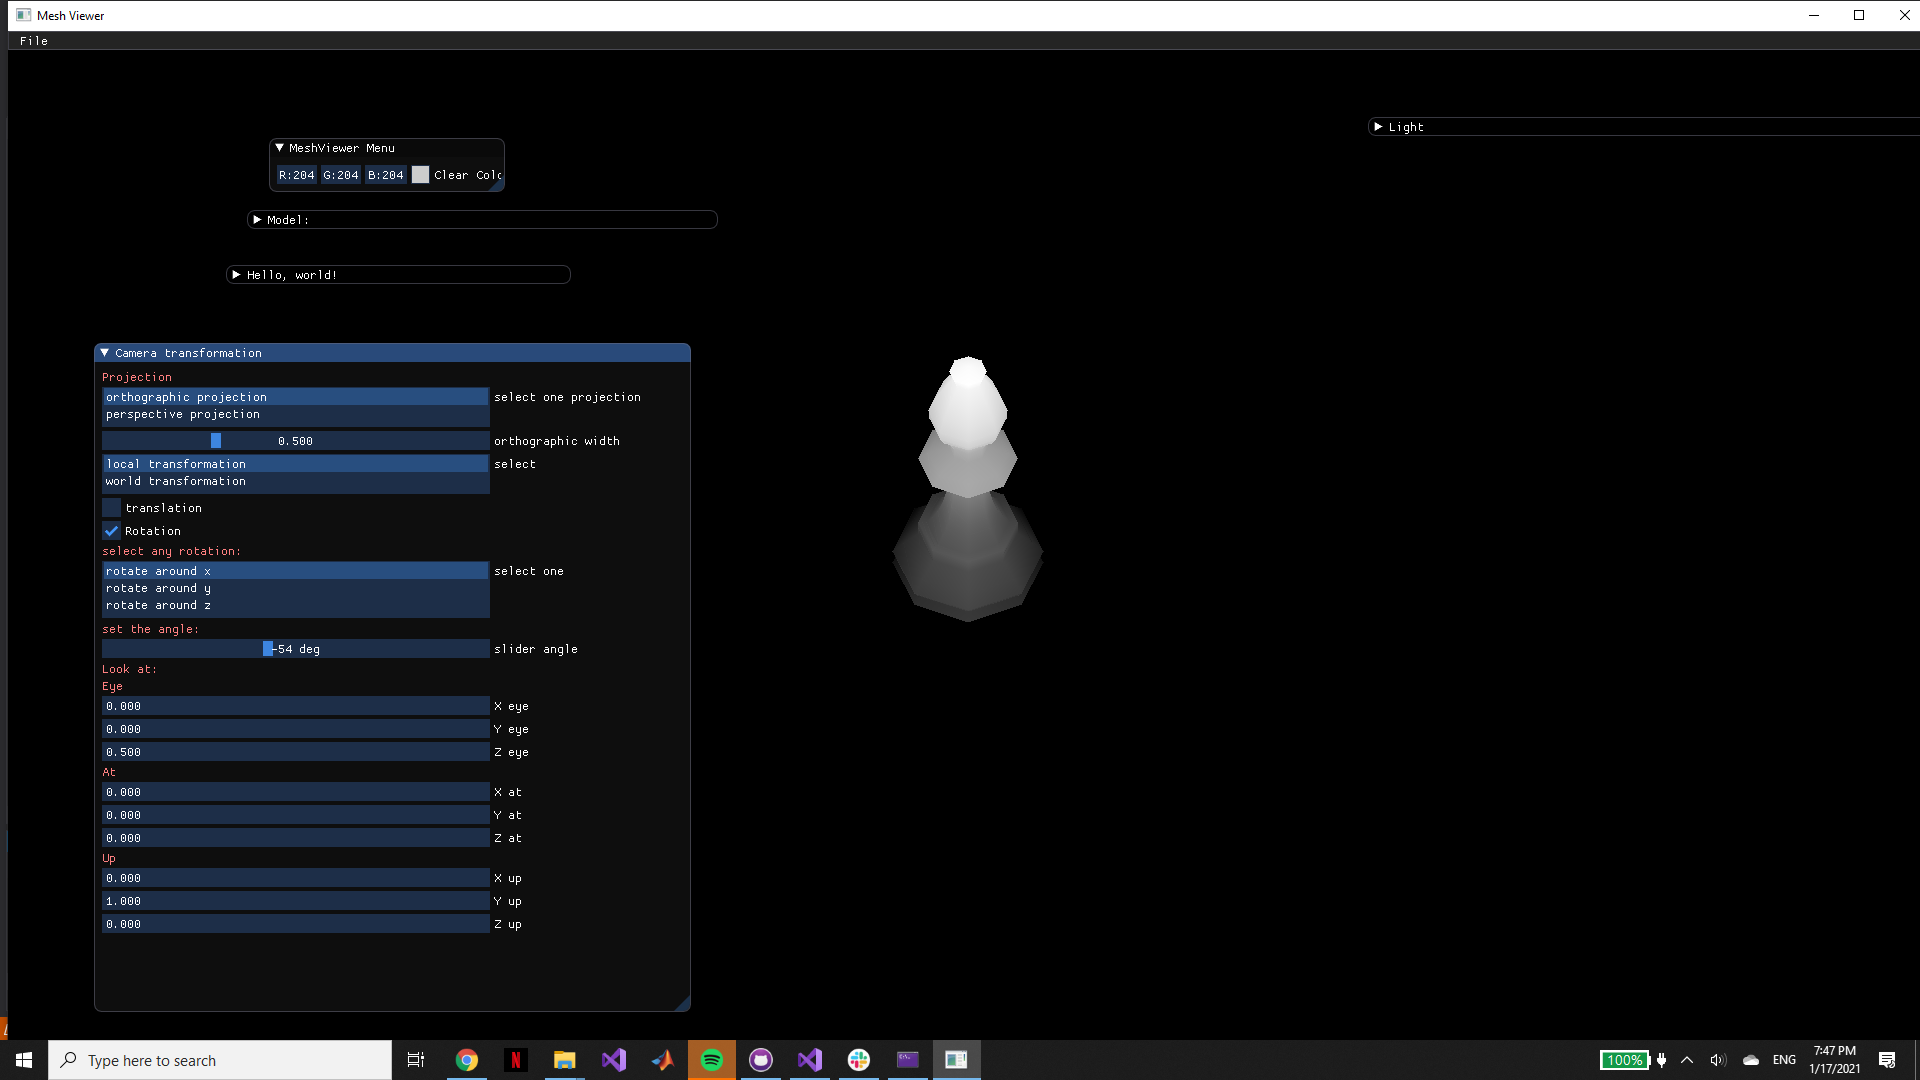 Mesh Viewer
File
Light
MeshViewer Menu
R:204 G:204 B:204 Clear Colo
Model:
Hello, world!
Camera transformation
Projection
orthographic projection select one projection
perspective projection
0.500 orthographic width
local transformation select
world transformation
translation
Rotation
select any rotation:
rotate around x select one
rotate around y
rotate around z
set the angle:
-54 deg slider angle
Look at:
Eye
0.000 X eye
0.000 Y eye
0.500 Z eye
At
0.000 X at
0.000 Y at
0.000 Z at
Up
0.000 X up
1.000 Y up
0.000 Z up
Type here to search
N
100%
ENG
7:47 PM
1/17/2021